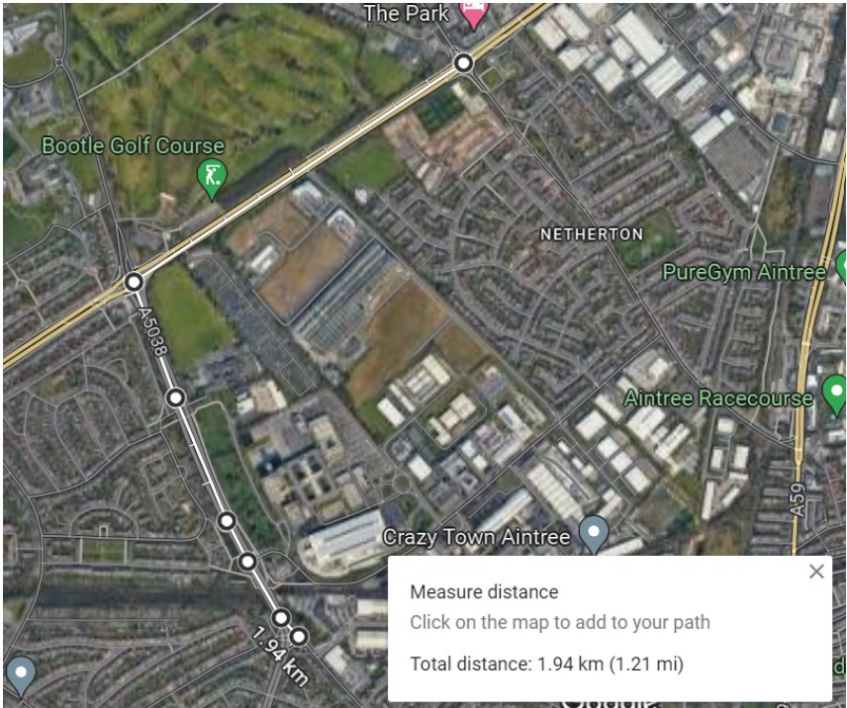 The Park
Bootle Golf Course
NETHERTON
PureGym Aintree
A5038
Aintree Racecourse
A59
Crazy Town Aintree
1.94 km
Measure distance
Click on the map to add to your path
Total distance: 1.94 km (1.21 mi)
Google